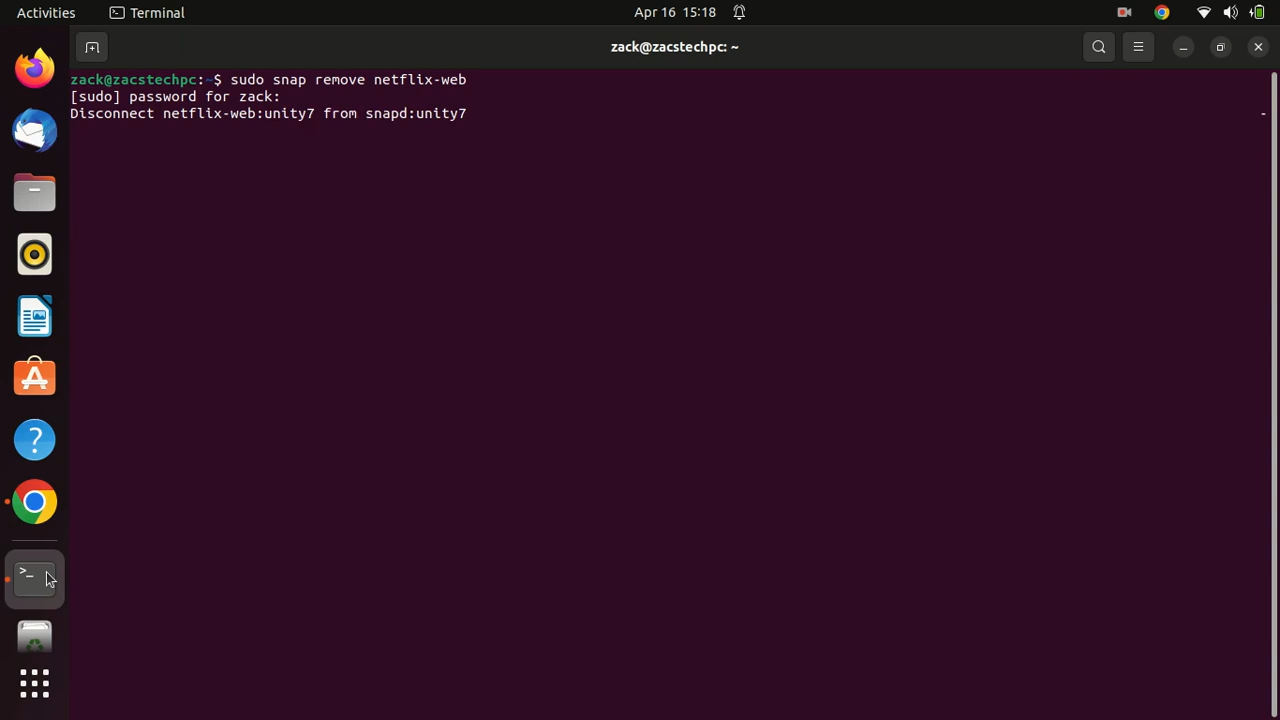 Activities
Terminal
Apr 16 15:18
zack@zacstechpc: ~
zack@zacstechpc:~$ sudo snap remove netflix-web
[sudo] password for zack:
Disconnect netflix-web:unity7 from snapd:unity7 -